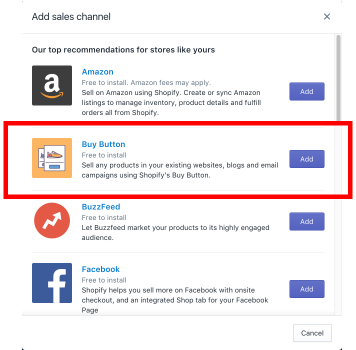 Add sales channel
×
Our top recommendations for stores like yours
a
Amazon
Free to install. Amazon fees may apply.
Sell on Amazon using Shopify. Create or sync Amazon
listings to manage inventory, product details and fulfill
orders all from Shopify.
Add
Buy Button
Free to install
Sell any products in your existing websites, blogs and email
campaigns using Shopify's Buy Button.
Add
BuzzFeed
Free to install
Let Buzzfeed market your products to its highly engaged
audience.
Add
f
Facebook
Free to install
Shopify helps you sell more on Facebook with onsite
checkout, and an integrated Shop tab for your Facebook
Page
Add
Cancel